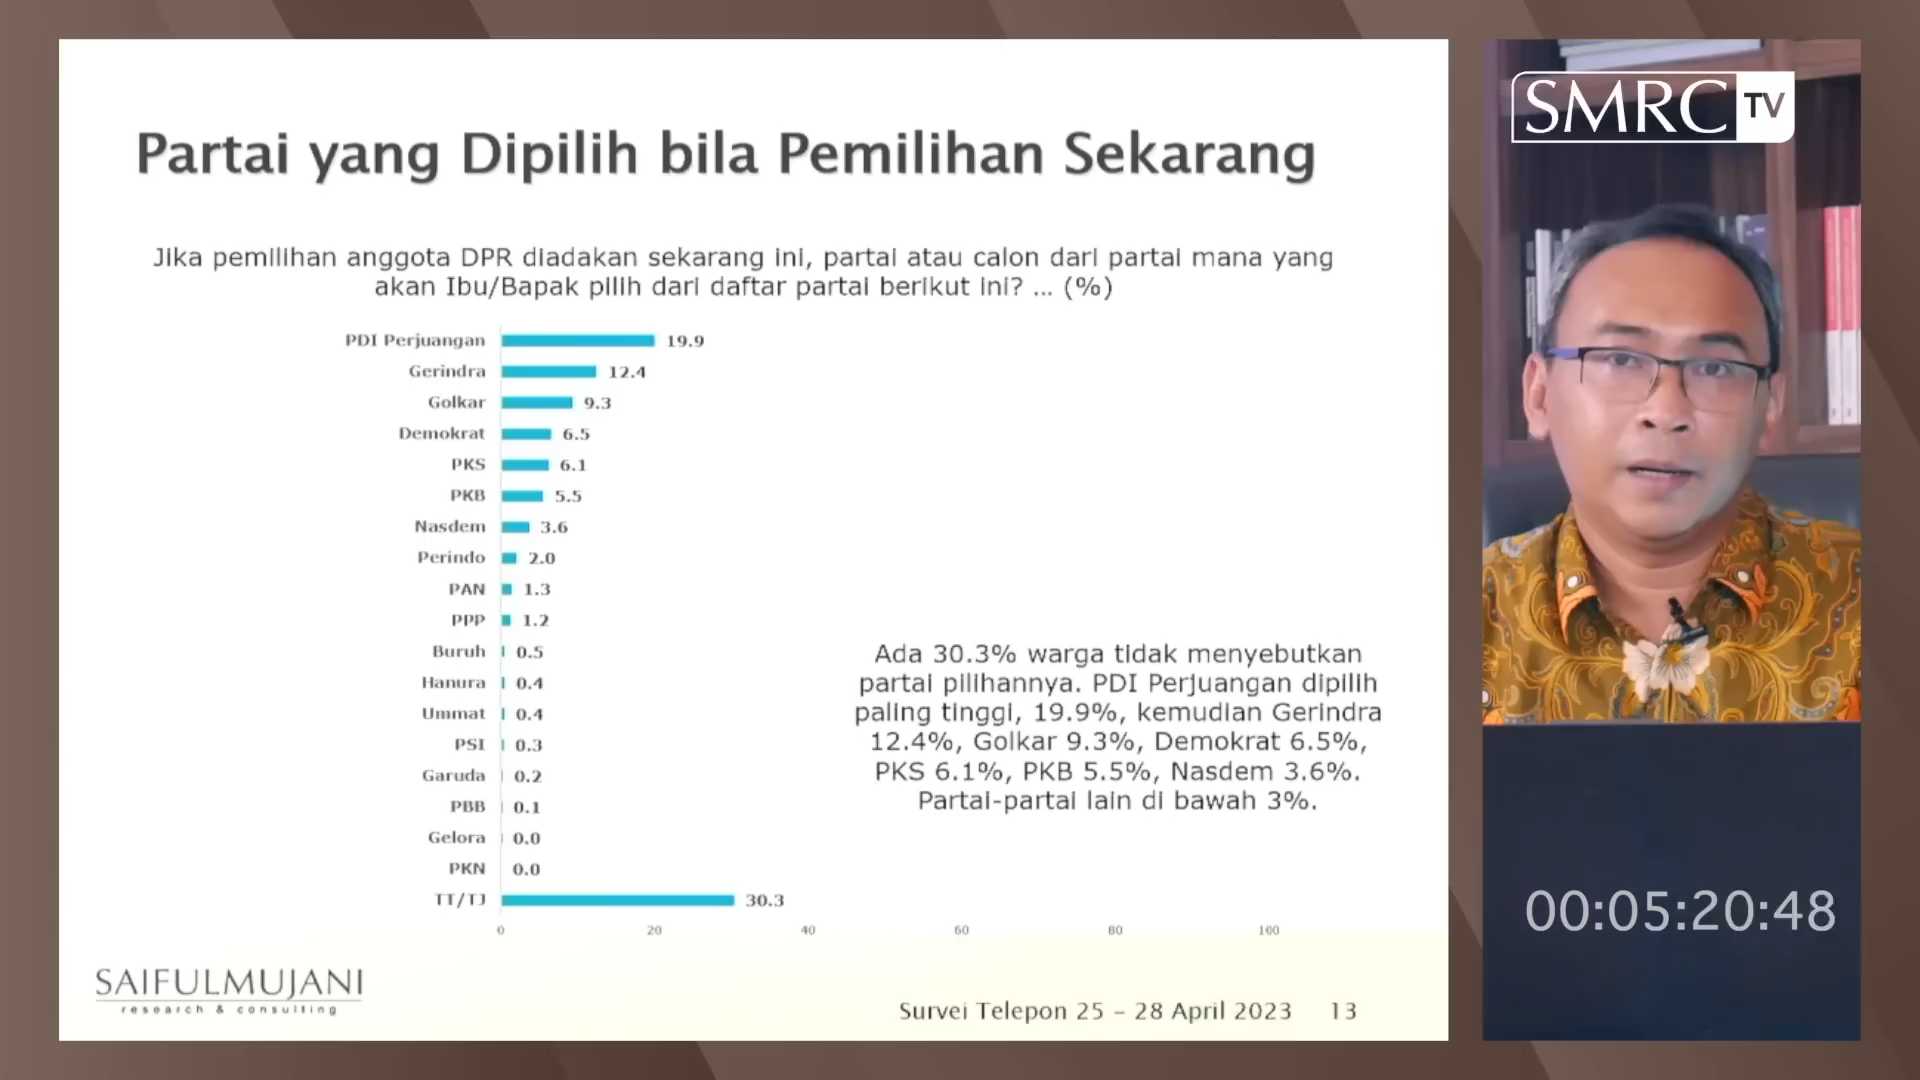 Partai yang Dipilih bila Pemilihan Sekarang
Jika pemilihan anggota DPR diadakan sekarang ini, partai atau calon dari partai mana yang
akan Ibu/Bapak pilih dari daftar partai berikut ini? ... (%)
PDI Perjuangan 19.9
Gerindra 12.4
Golkar 9.3
Demokrat 6.5
PKS 6.1
PKB 5.5
Nasdem 3.6
Perindo 2.0
PAN 1.3
PPP 1.2
Buruh 0.5
Hanura 0.4
Ummat 0.4
PSI 0.3
Garuda 0.2
PBB 0.1
Gelora 0.0
PKN 0.0
TT/TJ 30.3
0 20 40 60 80 100
Ada 30.3% warga tidak menyebutkan
partai pilihannya. PDI Perjuangan dipilih
paling tinggi, 19.9%, kemudian Gerindra
12.4%, Golkar 9.3%, Demokrat 6.5%,
PKS 6.1%, PKB 5.5%, Nasdem 3.6%.
Partai-partai lain di bawah 3%.
SAIFULMUJANI
research & consulting
Survei Telepon 25 – 28 April 2023 13
SMRC TV
00:05:20:48